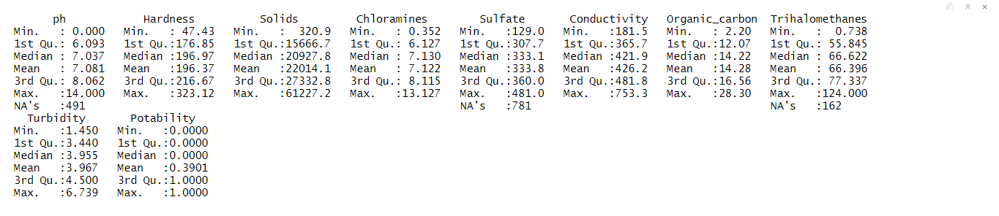 ph            Hardness          Solids         Chloramines        Sulfate       Conductivity   Organic_carbon  Trihalomethanes
Min.   : 0.000   Min.   : 47.43   Min.   :  320.9   Min.   : 0.352   Min.   :129.0   Min.   :181.5   Min.   : 2.20   Min.   :  0.738
1st Qu.: 6.093   1st Qu.:176.85   1st Qu.:15666.7   1st Qu.: 6.127   1st Qu.:307.7   1st Qu.:365.7   1st Qu.:12.07   1st Qu.: 55.845
Median : 7.037   Median :196.97   Median :20927.8   Median : 7.130   Median :333.1   Median :421.9   Median :14.22   Median : 66.622
Mean   : 7.081   Mean   :196.37   Mean   :22014.1   Mean   : 7.122   Mean   :333.8   Mean   :426.2   Mean   :14.28   Mean   : 66.396
3rd Qu.: 8.062   3rd Qu.:216.67   3rd Qu.:27332.8   3rd Qu.: 8.115   3rd Qu.:360.0   3rd Qu.:481.8   3rd Qu.:16.56   3rd Qu.: 77.337
Max.   :14.000   Max.   :323.12   Max.   :61227.2   Max.   :13.127   Max.   :481.0   Max.   :753.3   Max.   :28.30   Max.   :124.000
NA's   :491                                                          NA's   :781                                     NA's   :162
  Turbidity       Potability
Min.   :1.450   Min.   :0.0000
1st Qu.:3.440   1st Qu.:0.0000
Median :3.955   Median :0.0000
Mean   :3.967   Mean   :0.3901
3rd Qu.:4.500   3rd Qu.:1.0000
Max.   :6.739   Max.   :1.0000